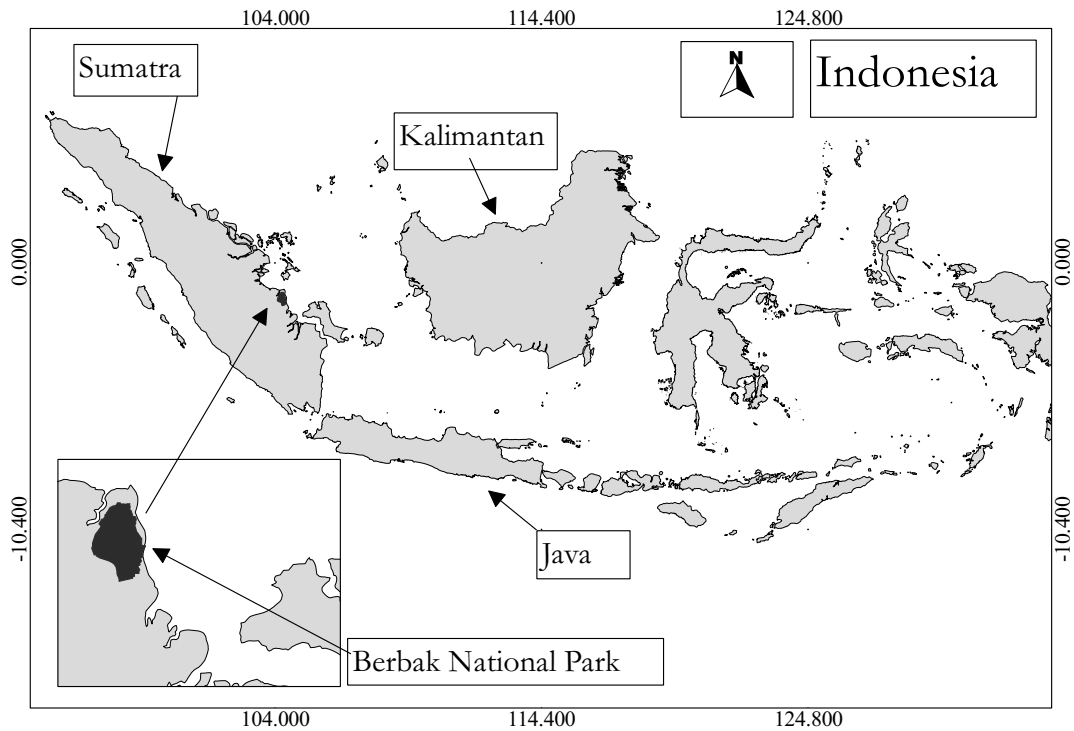 104.000 114.400 124.800
N
Indonesia
Sumatra
Kalimantan
0.000 0.000
-10.400 -10.400
Java
Berbak National Park
104.000 114.400 124.800